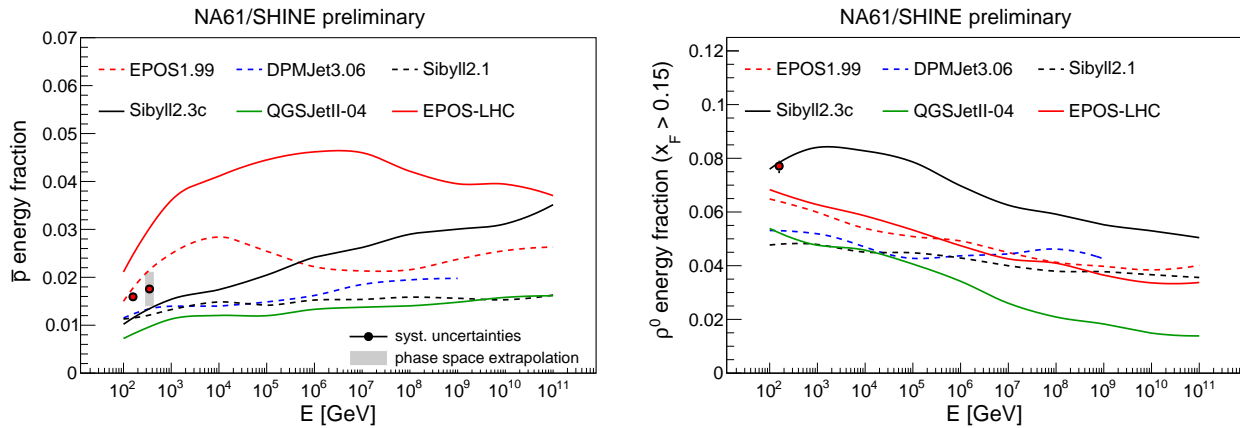 NA61/SHINE preliminary
p̅ energy fraction
0.07
0.06
0.05
0.04
0.03
0.02
0.01
0
EPOS1.99 DPMJet3.06 Sibyll2.1
Sibyll2.3c QGSJetII-04 EPOS-LHC
syst. uncertainties
phase space extrapolation
10² 10³ 10⁴ 10⁵ 10⁶ 10⁷ 10⁸ 10⁹ 10¹⁰ 10¹¹
E [GeV]
NA61/SHINE preliminary
ρ⁰ energy fraction (x_F > 0.15)
0.12
0.1
0.08
0.06
0.04
0.02
0
EPOS1.99 DPMJet3.06 Sibyll2.1
Sibyll2.3c QGSJetII-04 EPOS-LHC
10² 10³ 10⁴ 10⁵ 10⁶ 10⁷ 10⁸ 10⁹ 10¹⁰ 10¹¹
E [GeV]